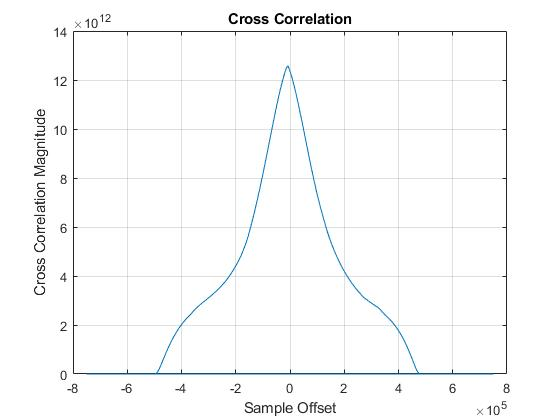 Cross Correlation
×10^12
14
12
10
8
6
4
2
0
Cross Correlation Magnitude
-8 -6 -4 -2 0 2 4 6 8
Sample Offset
×10^5